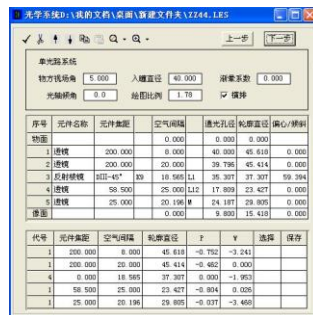 光学系统D:\我的文档\桌面\新建文件夹\ZZ44.LES
上一步 下一步
单光路系统
物方视场角 5.000 入瞳直径 40.000 渐晕系数 0.000
光轴倾角 0.0 绘图比例 1.78 横排
序号 元件名称 元件焦距 空气间隔 通光孔径 轮廓直径 偏心/倾斜
物面 0.000 0.000 0.000
1 透镜 200.000 8.000 40.000 45.618 0.000
2 透镜 200.000 20.000 39.796 45.414 0.000
3 反射棱镜 DIII-45° K9 18.565 L1 35.307 37.307 59.394
4 透镜 58.500 25.000 L12 17.809 23.427 0.000
5 透镜 25.000 20.196 M 24.187 29.805 0.000
像面 0.000 9.800 15.418 0.000
代号 元件焦距 空气间隔 轮廓直径 P W 选择 保存
1 200.000 8.000 45.618 -0.752 -3.241
1 200.000 20.000 45.414 -0.462 0.000
4 0.000 18.565 37.307 0.000 -1.953
1 58.500 25.000 23.427 -0.804 0.026
1 25.000 20.196 29.805 -0.037 -3.468